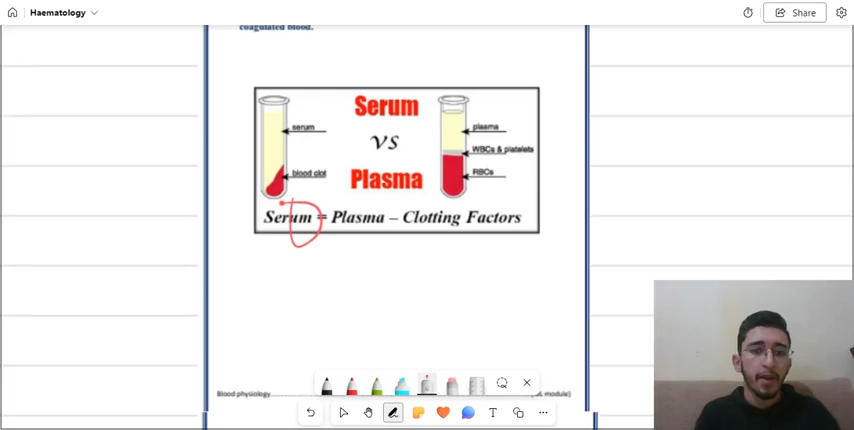 Haematology
Share
coagulated blood.
Serum
VS
Plasma
serum
blood clot
plasma
WBCs & platelets
RBCs
Serum = Plasma – Clotting Factors
Blood physiology
module)
T